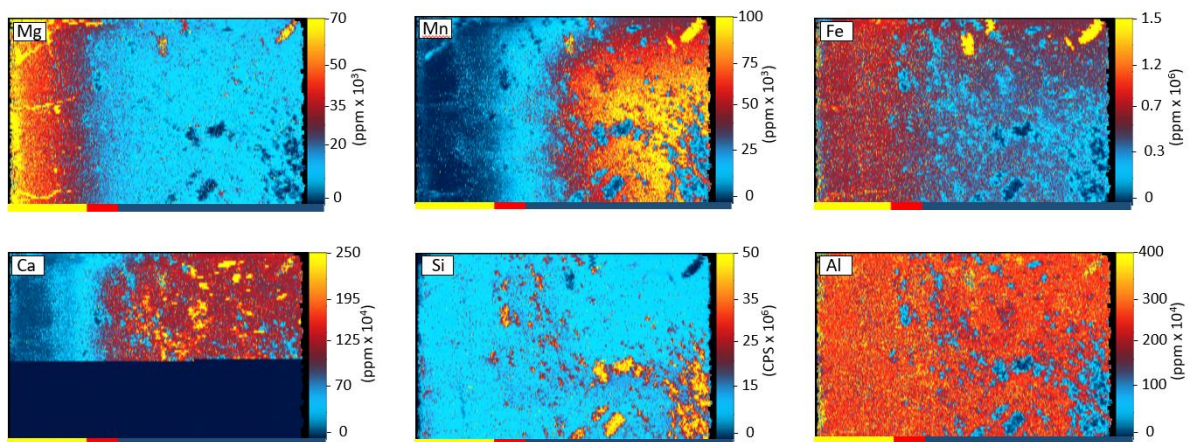 Mg
70
50
35
20
0
(ppm x 10³)
Mn
100
75
50
25
0
(ppm x 10³)
Fe
1.5
1.2
0.7
0.3
0
(ppm x 10⁶)
Ca
250
195
125
70
0
(ppm x 10⁴)
Si
50
35
25
15
0
(CPS x 10⁶)
Al
400
300
200
100
0
(ppm x 10⁴)